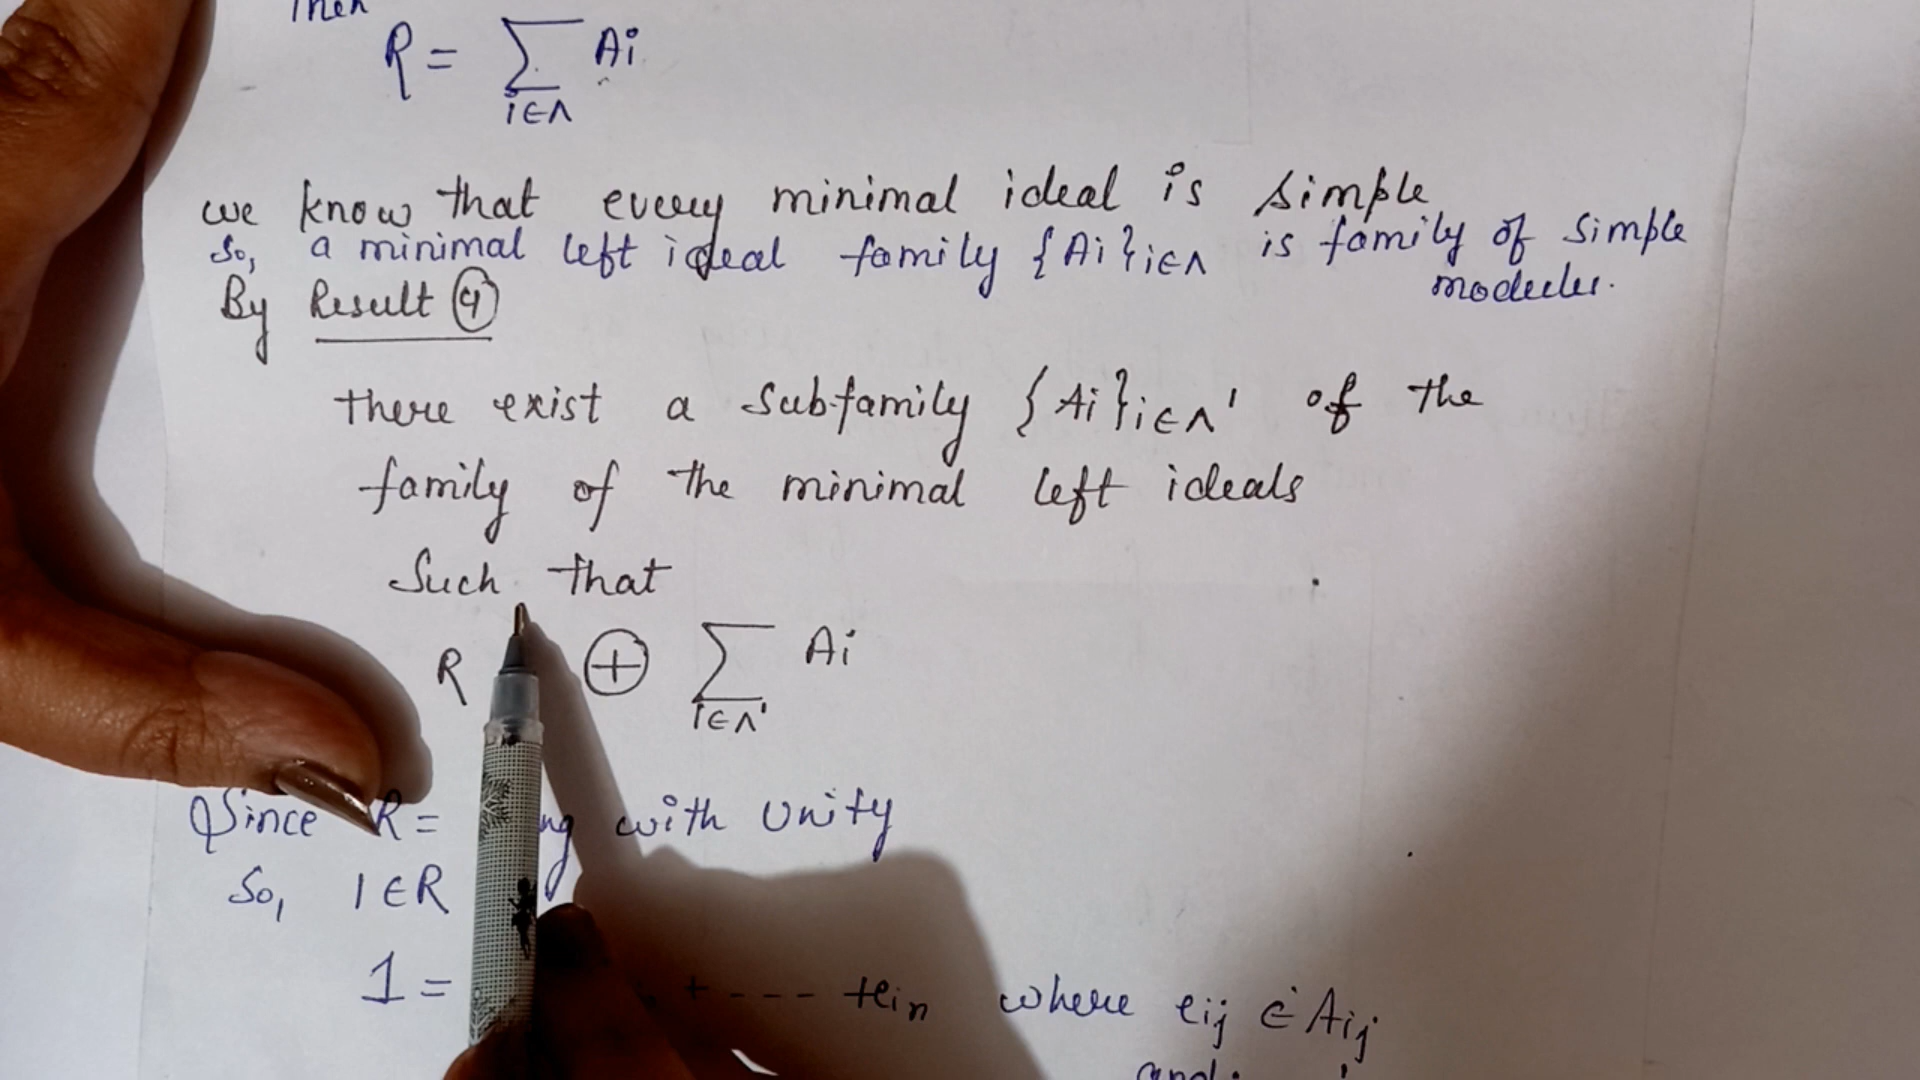 Then
R = ∑ Ai
i∈Λ
we know that every minimal ideal is simple
So, a minimal left ideal family {Ai}i∈Λ is family of simple
modules.
By Result ④
there exist a subfamily {Ai}i∈Λ' of the
family of the minimal left ideals
Such that
R ⊕ ∑ Ai
i∈Λ'
Since R = with Unity
So, 1∈R
1 = + --- + ein where eij ∈ Aij
and